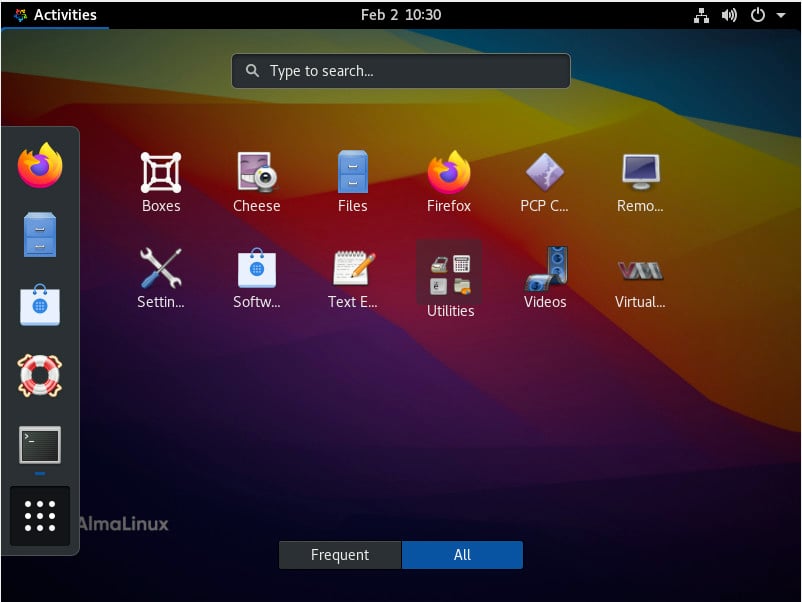 Activities
Feb 2 10:30
Type to search...
Boxes
Cheese
Files
Firefox
PCP C...
Remo...
Settin...
Softw...
Text E...
Utilities
Videos
Virtual...
AlmaLinux
Frequent
All